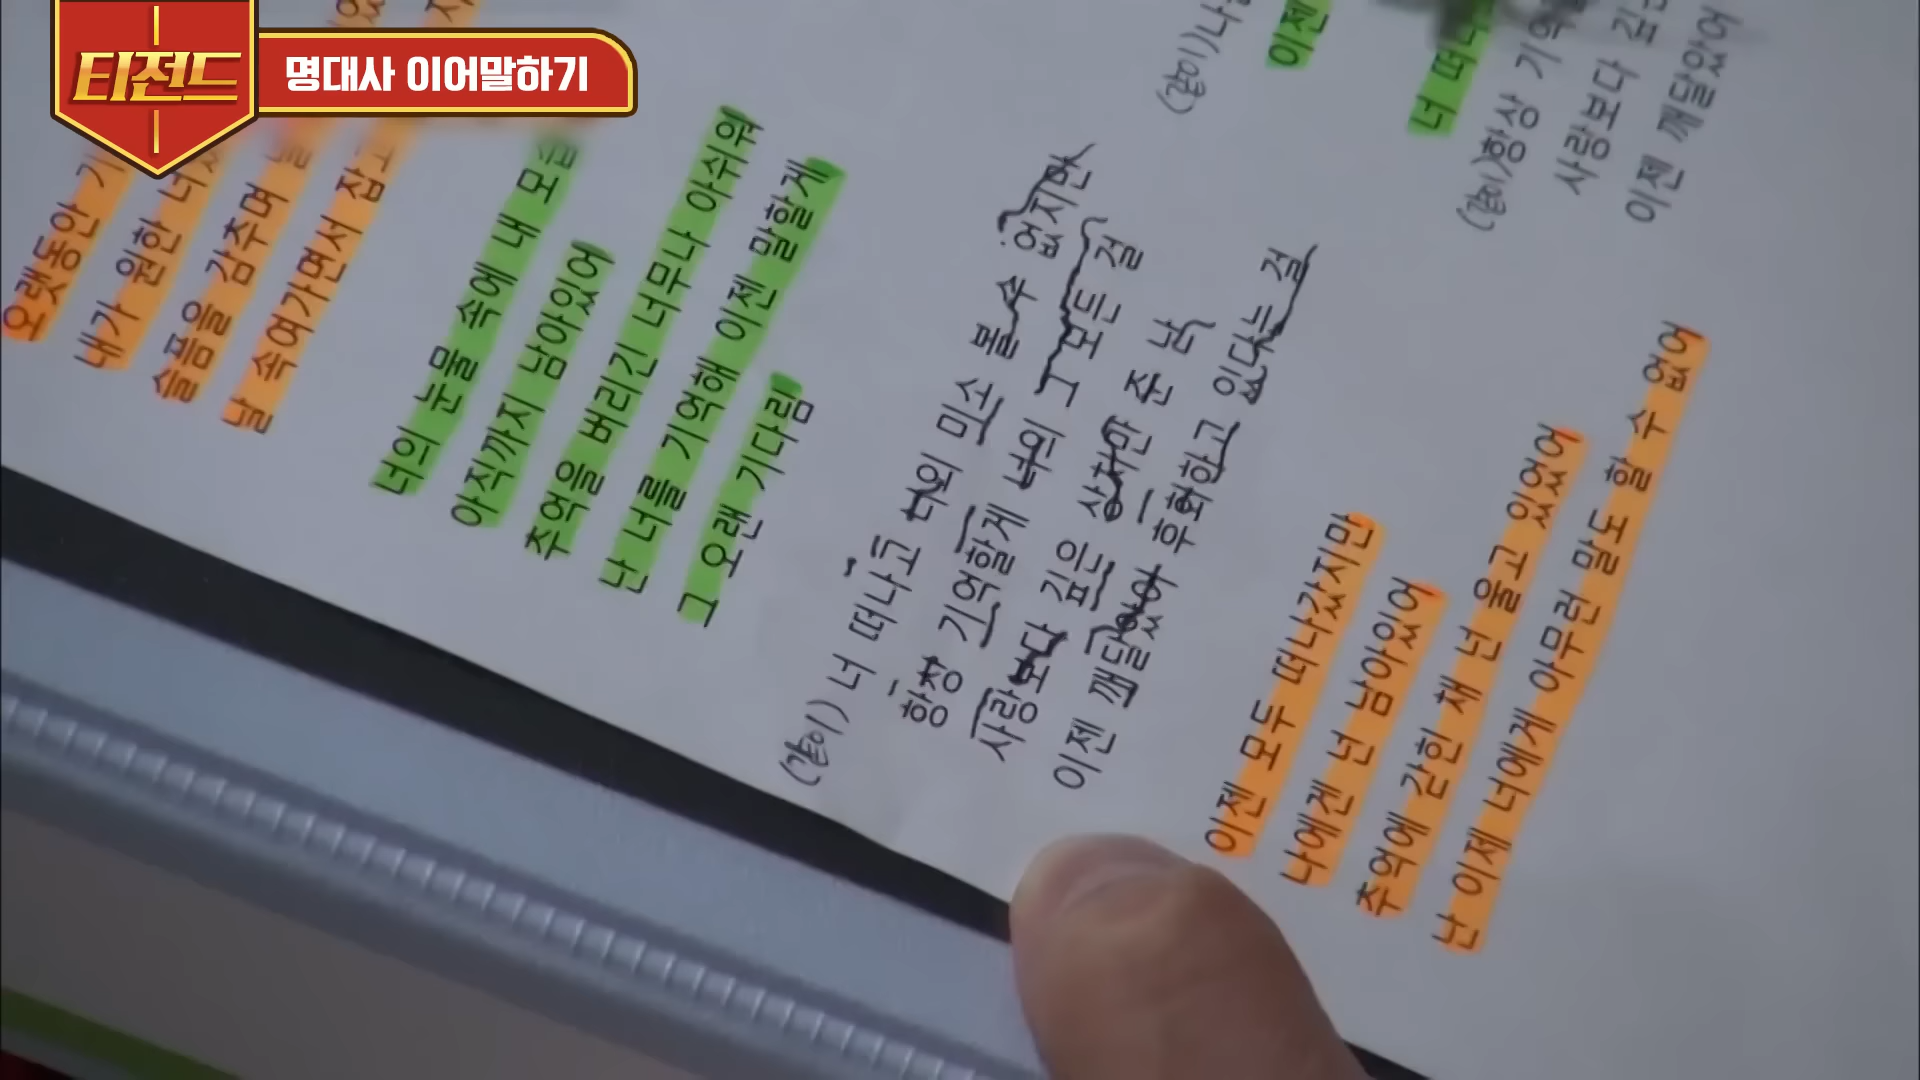 티전드
명대사 이어말하기
오랫동안
내가 원한
슬픔을 감추며
날 속여가면서 잡고
너의 눈물 속에 내 모습
아직까지 남아있어
추억을 버리긴 너무나 아쉬워
난 너를 기억해 이젠 말할게
그 오랜 기다림
(같이) 너 떠나고 너의 미소 볼 수 없지만
항상 기억할게 너의 그 모든 걸
사랑보다 깊은 상처만 준 난
이젠 깨달았어 후회하고 있다는 걸
이젠 모두 떠나갔지만
나에겐 넌 남아있어
추억에 갇힌 채 넌 울고 있었어
난 이제 너에게 아무런 말도 할 수 없어
(같이)
이젠
너 떠나
(같이)항상 기억
사랑보다
이젠 깨달았어